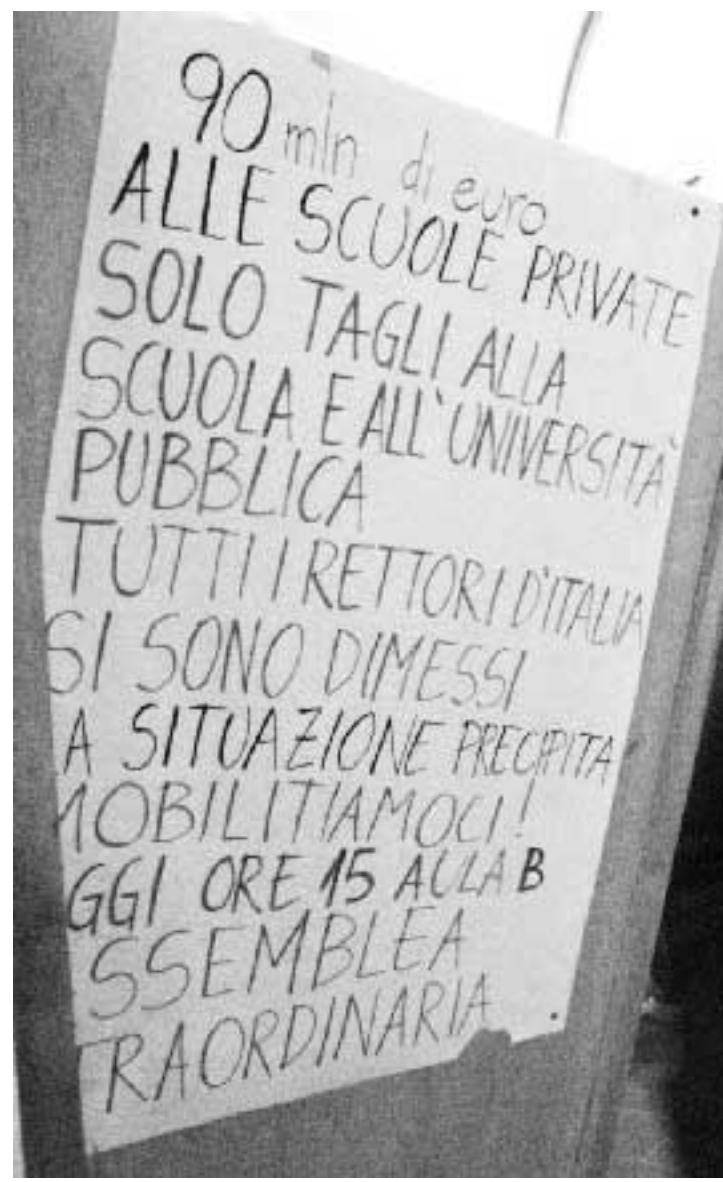 90 mln di euro
ALLE SCUOLE PRIVATE
SOLO TAGLI ALLA
SCUOLA E ALL'UNIVERSITÀ
PUBBLICA
TUTTI I RETTORI D'ITALIA
SI SONO DIMESSI
A SITUAZIONE PRECIPITA
MOBILITIAMOCI!
GGI ORE 15 AULA B
SSEMBLEA
TRAORDINARIA